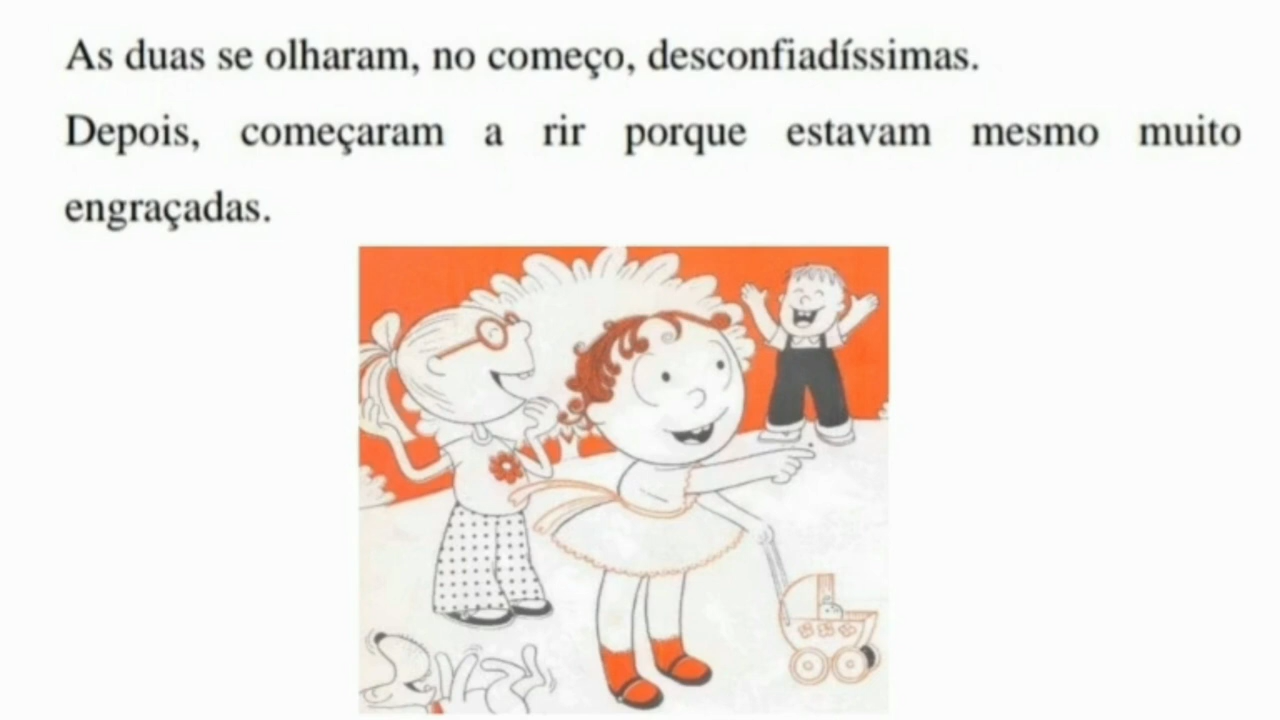 As duas se olharam, no começo, desconfiadíssimas.
Depois, começaram a rir porque estavam mesmo muito
engraçadas.